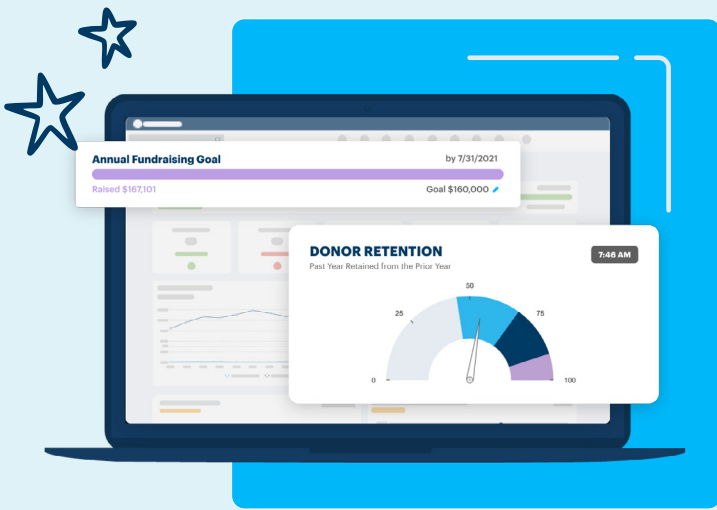 Annual Fundraising Goal
by 7/31/2021
Raised $167,101
Goal $160,000
DONOR RETENTION
7:46 AM
Past Year Retained from the Prior Year
50
25
75
0
100